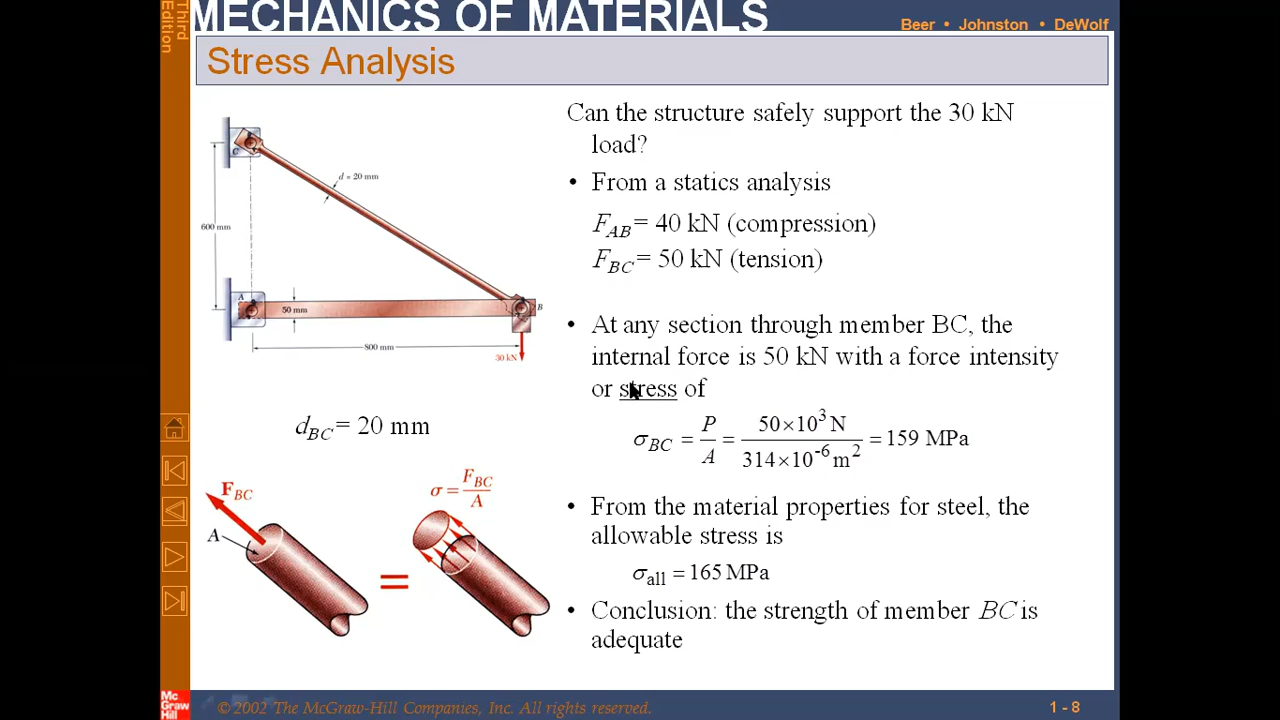 MECHANICS OF MATERIALS
Third
Edition
Beer • Johnston • DeWolf
Stress Analysis
Can the structure safely support the 30 kN
load?
• From a statics analysis
F_AB = 40 kN (compression)
F_BC = 50 kN (tension)
• At any section through member BC, the
internal force is 50 kN with a force intensity
or stress of
σ_BC = P/A = 50×10³ N / 314×10⁻⁶ m² = 159 MPa
• From the material properties for steel, the
allowable stress is
σ_all = 165 MPa
• Conclusion: the strength of member BC is
adequate
C
d = 20 mm
600 mm
A
50 mm
B
800 mm
30 kN
d_BC = 20 mm
F_BC
A
=
σ = F_BC/A
Mc
Graw
Hill
© 2002 The McGraw-Hill Companies, Inc. All rights reserved.
1 - 8